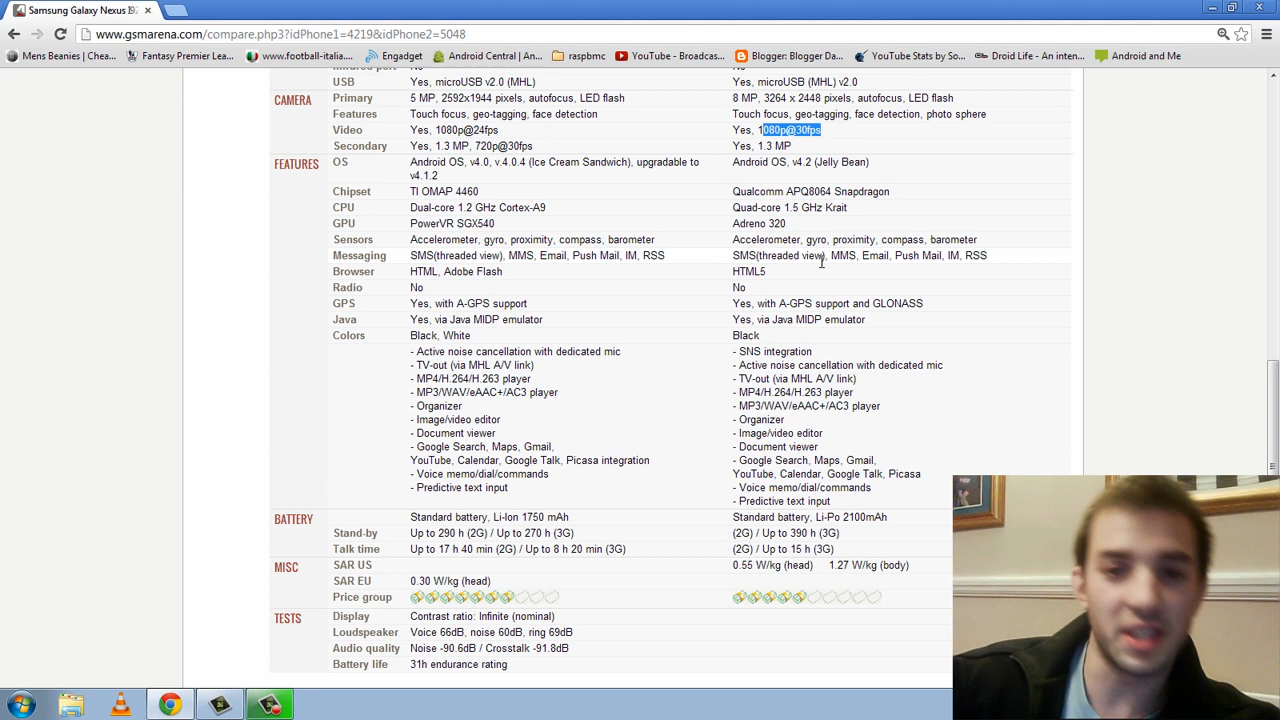 Samsung Galaxy Nexus I92
www.gsmarena.com/compare.php3?idPhone1=4219&idPhone2=5048
Mens Beanies | Chea...
Fantasy Premier Lea...
www.football-italia....
Engadget
Android Central | An...
raspbmc
YouTube - Broadcas...
Blogger: Blogger Da...
YouTube Stats by So...
Droid Life - An inten...
Android and Me
USB Yes, microUSB v2.0 (MHL) Yes, microUSB (MHL) v2.0
CAMERA Primary 5 MP, 2592x1944 pixels, autofocus, LED flash 8 MP, 3264 x 2448 pixels, autofocus, LED flash
Features Touch focus, geo-tagging, face detection Touch focus, geo-tagging, face detection, photo sphere
Video Yes, 1080p@24fps Yes, 1080p@30fps
Secondary Yes, 1.3 MP, 720p@30fps Yes, 1.3 MP
FEATURES OS Android OS, v4.0, v.4.0.4 (Ice Cream Sandwich), upgradable to Android OS, v4.2 (Jelly Bean)
v4.1.2
Chipset TI OMAP 4460 Qualcomm APQ8064 Snapdragon
CPU Dual-core 1.2 GHz Cortex-A9 Quad-core 1.5 GHz Krait
GPU PowerVR SGX540 Adreno 320
Sensors Accelerometer, gyro, proximity, compass, barometer Accelerometer, gyro, proximity, compass, barometer
Messaging SMS(threaded view), MMS, Email, Push Mail, IM, RSS SMS(threaded view), MMS, Email, Push Mail, IM, RSS
Browser HTML, Adobe Flash HTML5
Radio No No
GPS Yes, with A-GPS support Yes, with A-GPS support and GLONASS
Java Yes, via Java MIDP emulator Yes, via Java MIDP emulator
Colors Black, White Black
- Active noise cancellation with dedicated mic - SNS integration
- TV-out (via MHL A/V link) - Active noise cancellation with dedicated mic
- MP4/H.264/H.263 player - TV-out (via MHL A/V link)
- MP3/WAV/eAAC+/AC3 player - MP4/H.264/H.263 player
- Organizer - MP3/WAV/eAAC+/AC3 player
- Image/video editor - Organizer
- Document viewer - Image/video editor
- Google Search, Maps, Gmail, - Document viewer
YouTube, Calendar, Google Talk, Picasa integration - Google Search, Maps, Gmail,
- Voice memo/dial/commands YouTube, Calendar, Google Talk, Picasa
- Predictive text input - Voice memo/dial/commands
- Predictive text input
BATTERY Standard battery, Li-Ion 1750 mAh Standard battery, Li-Po 2100mAh
Stand-by Up to 290 h (2G) / Up to 270 h (3G) (2G) / Up to 390 h (3G)
Talk time Up to 17 h 40 min (2G) / Up to 8 h 20 min (3G) (2G) / Up to 15 h (3G)
MISC SAR US 0.55 W/kg (head) 1.27 W/kg (body)
SAR EU 0.30 W/kg (head)
Price group
TESTS Display Contrast ratio: Infinite (nominal)
Loudspeaker Voice 66dB, noise 60dB, ring 69dB
Audio quality Noise -90.6dB / Crosstalk -91.8dB
Battery life 31h endurance rating